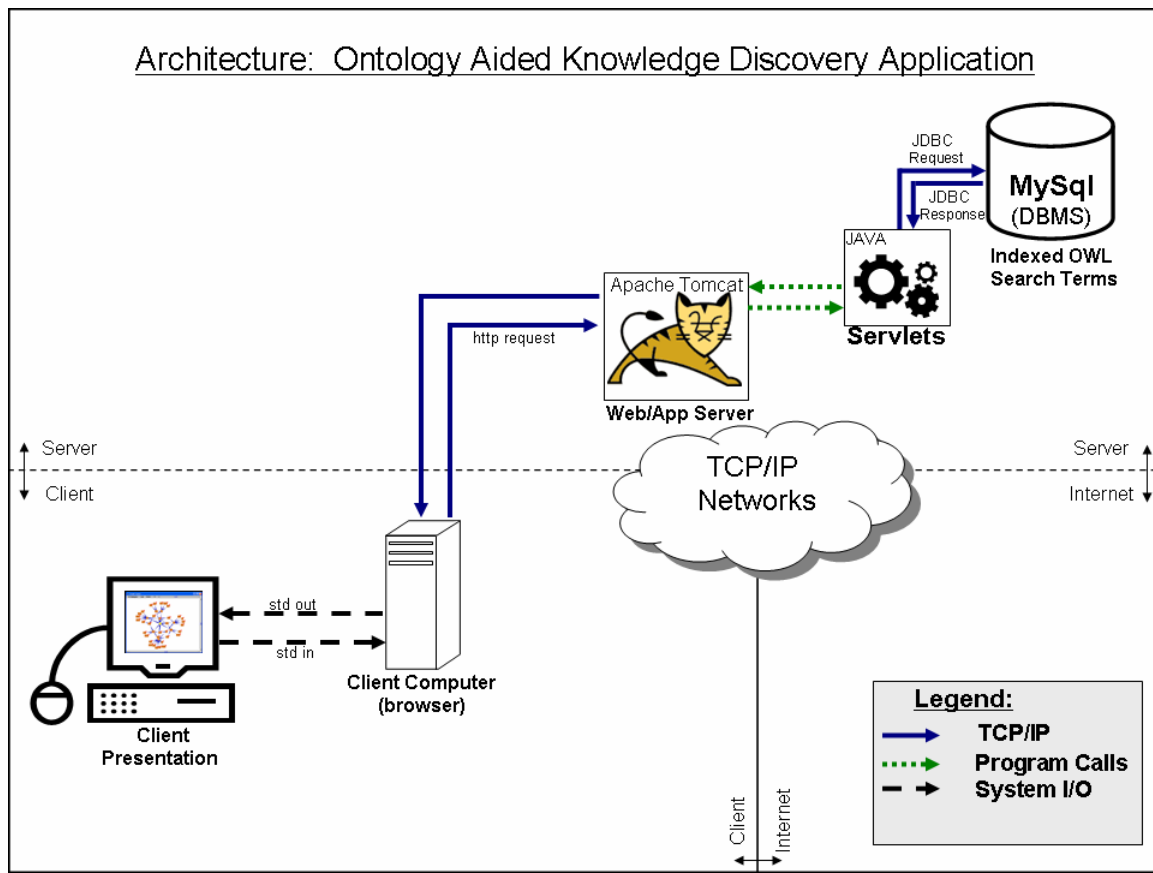 Architecture:  Ontology Aided Knowledge Discovery Application
JDBC
Request
MySql
(DBMS)
JDBC
Response
Indexed OWL
Search Terms
JAVA
Servlets
Apache Tomcat
Web/App Server
http request
Server
Client
TCP/IP
Networks
Server
Internet
std out
std in
Client Computer
(browser)
Client
Presentation
Legend:
TCP/IP
Program Calls
System I/O
Client
Internet